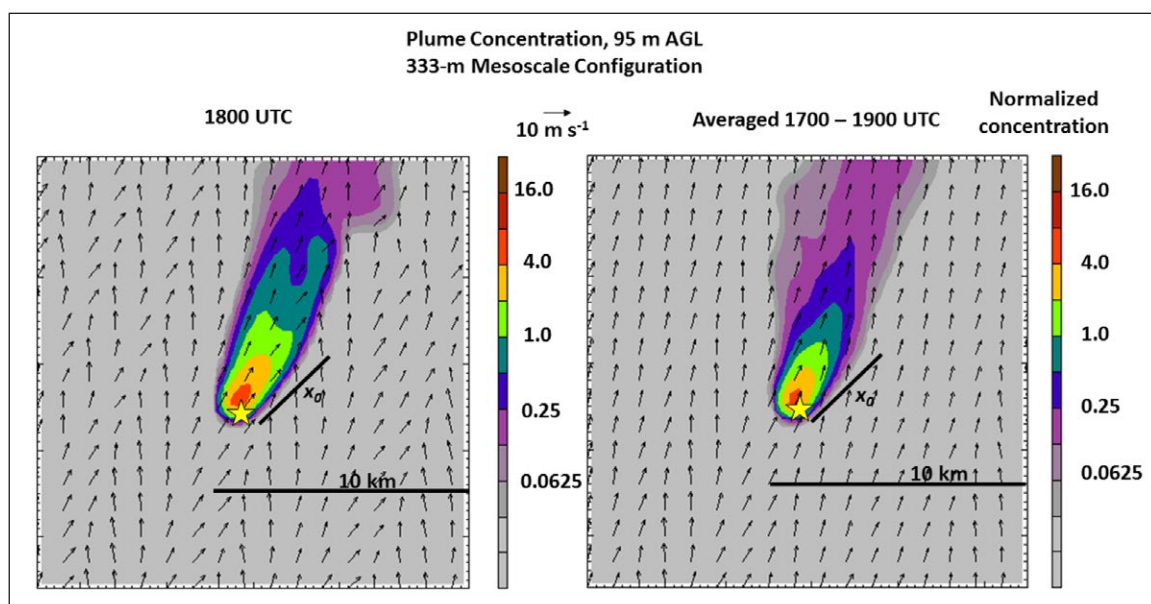 Plume Concentration, 95 m AGL
333-m Mesoscale Configuration
1800 UTC
10 m s⁻¹
Averaged 1700 – 1900 UTC
Normalized
concentration
16.0
4.0
1.0
0.25
0.0625
x₀
10 km
16.0
4.0
1.0
0.25
0.0625
x₀
10 km